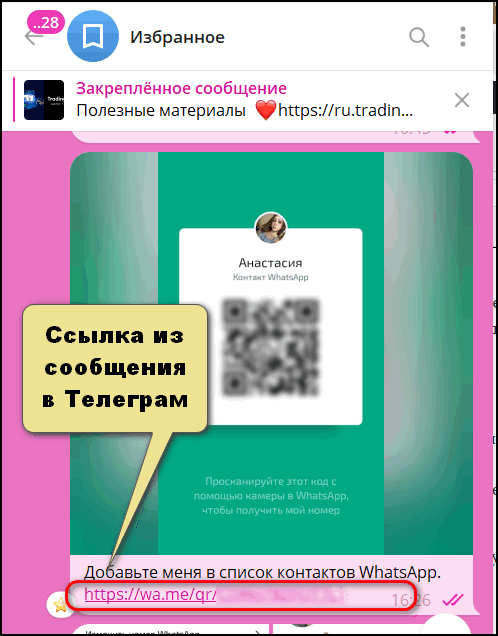 ..28
Избранное
Закреплённое сообщение
Полезные материалы ❤️https://ru.tradin...
Анастасия
Контакт WhatsApp
Ссылка из
сообщения
в Телеграм
Просканируйте этот код с
помощью камеры в WhatsApp,
чтобы получить мой номер
Добавьте меня в список контактов WhatsApp.
https://wa.me/qr/
16:26